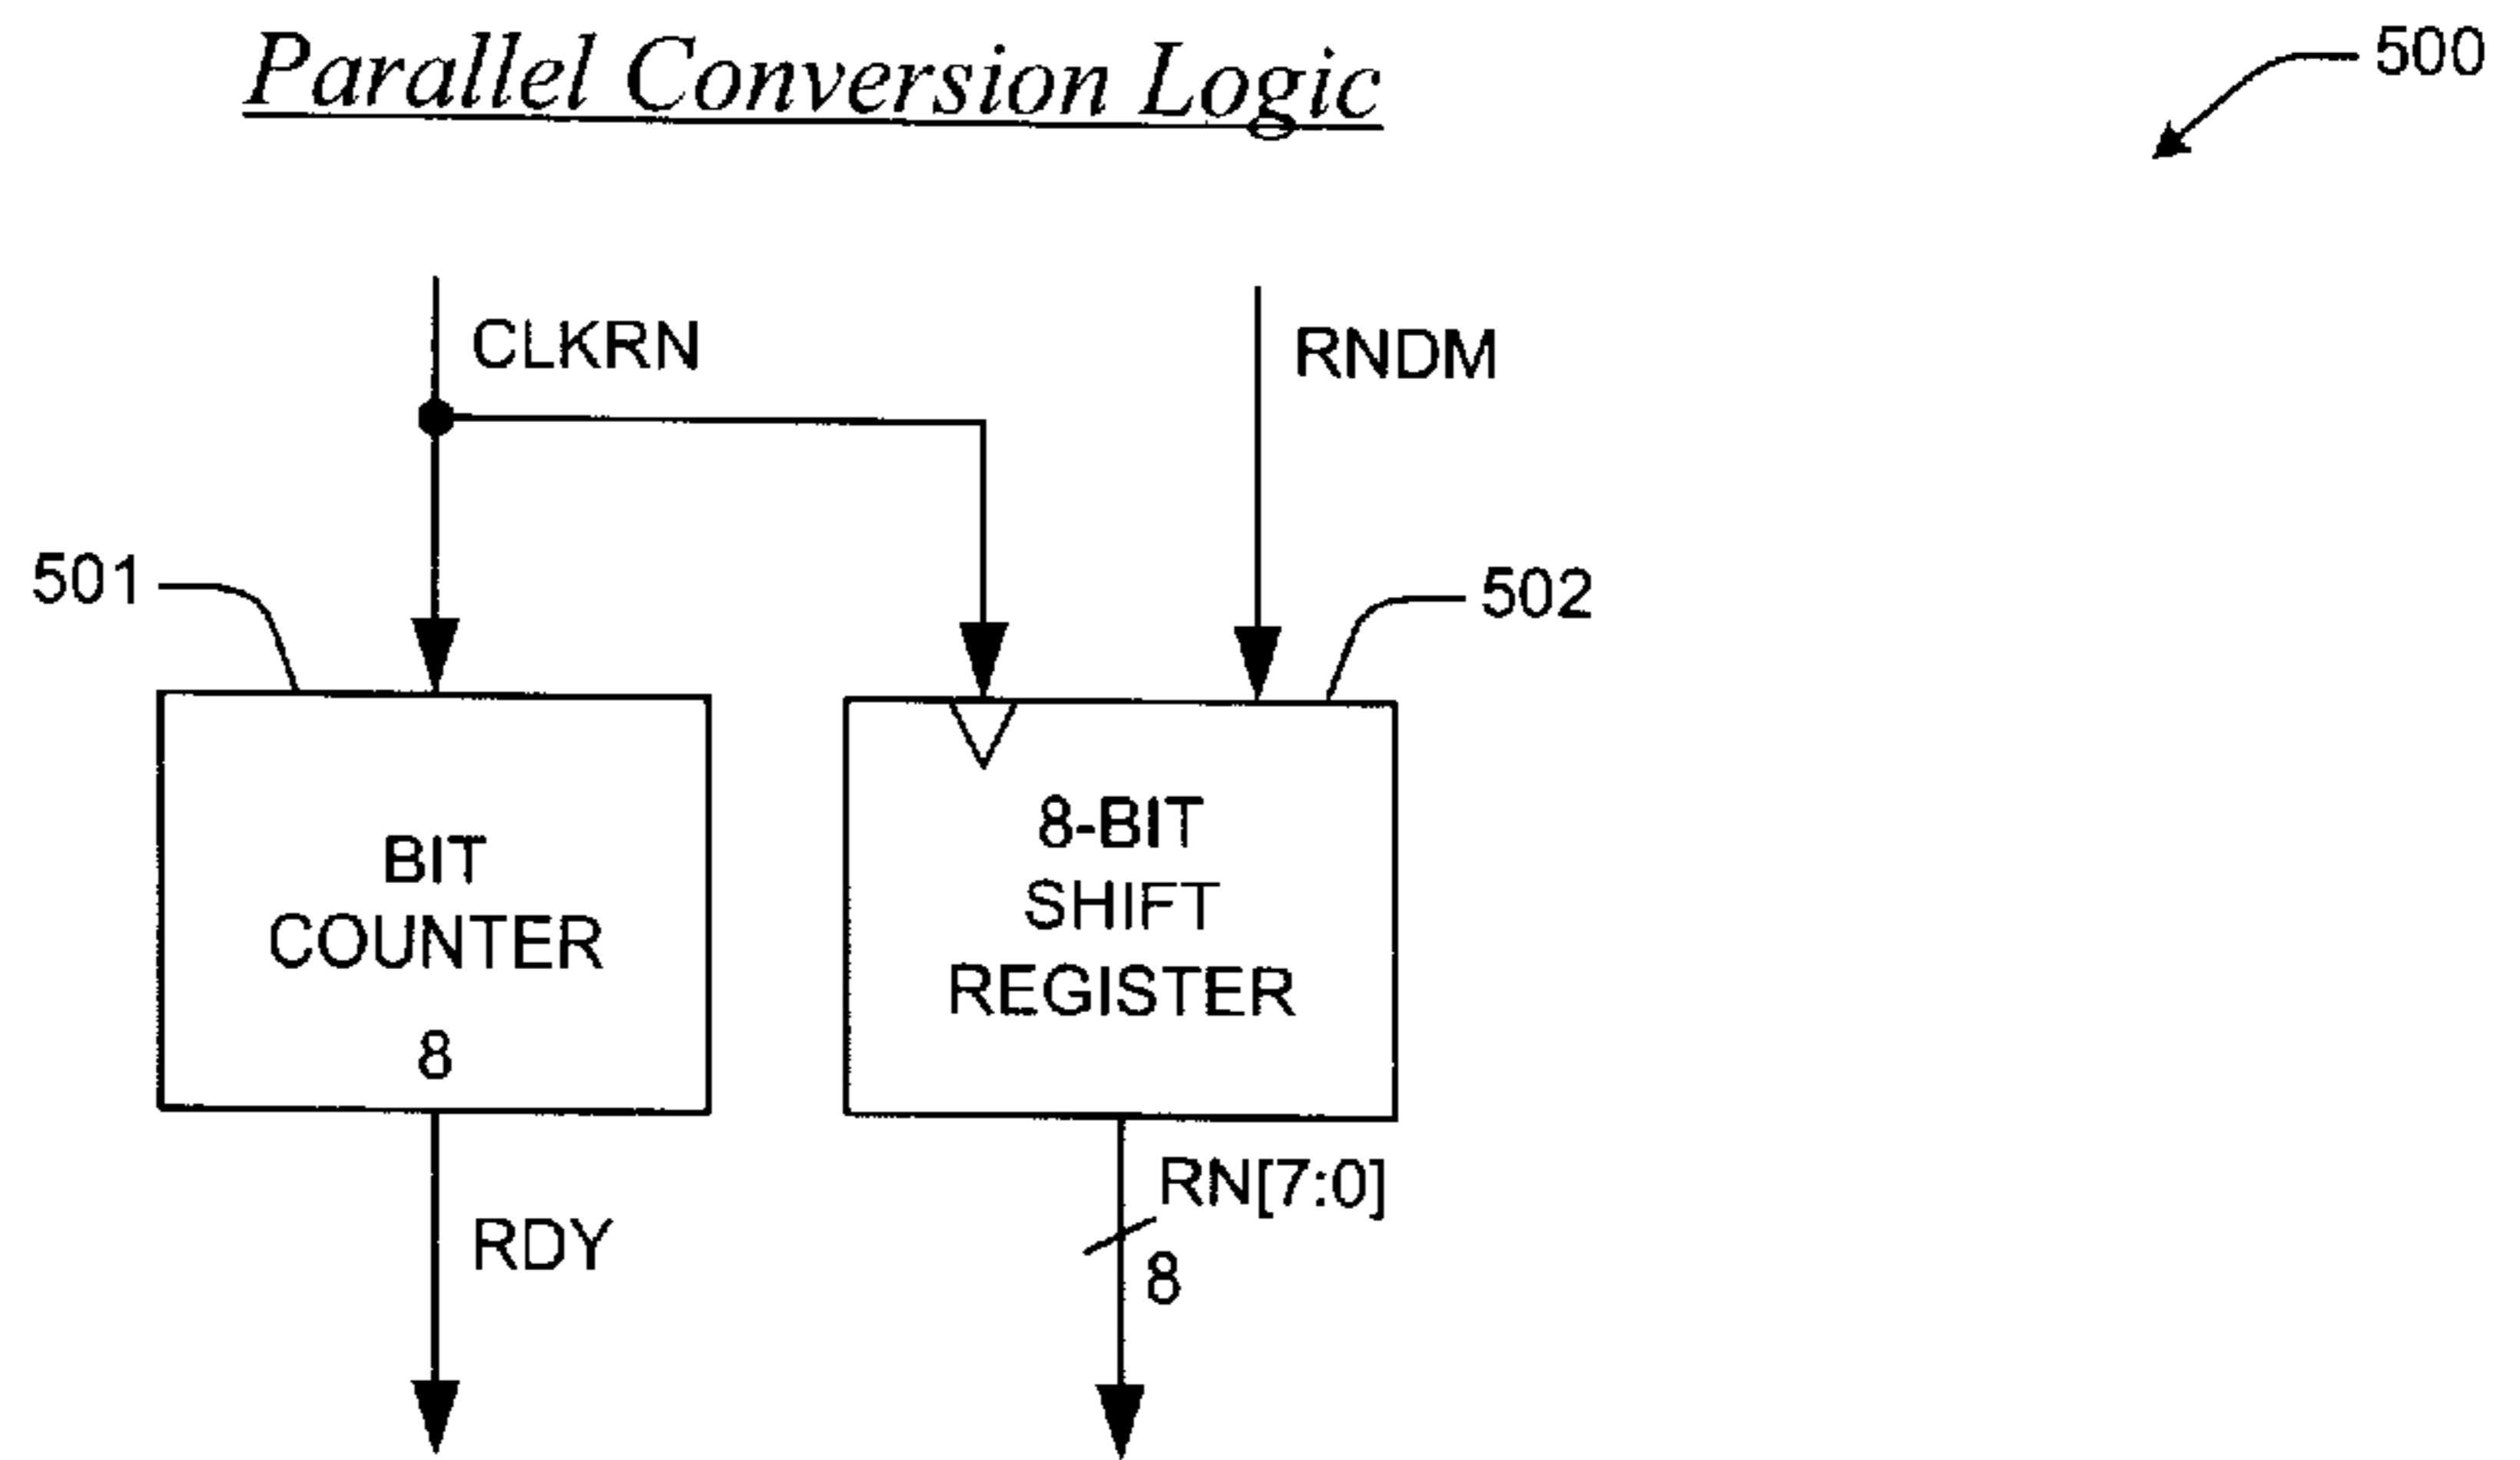 Parallel Conversion Logic
500
CLKRN
RNDM
501
502
BIT
COUNTER
8
8-BIT
SHIFT
REGISTER
RDY
RN[7:0]
8